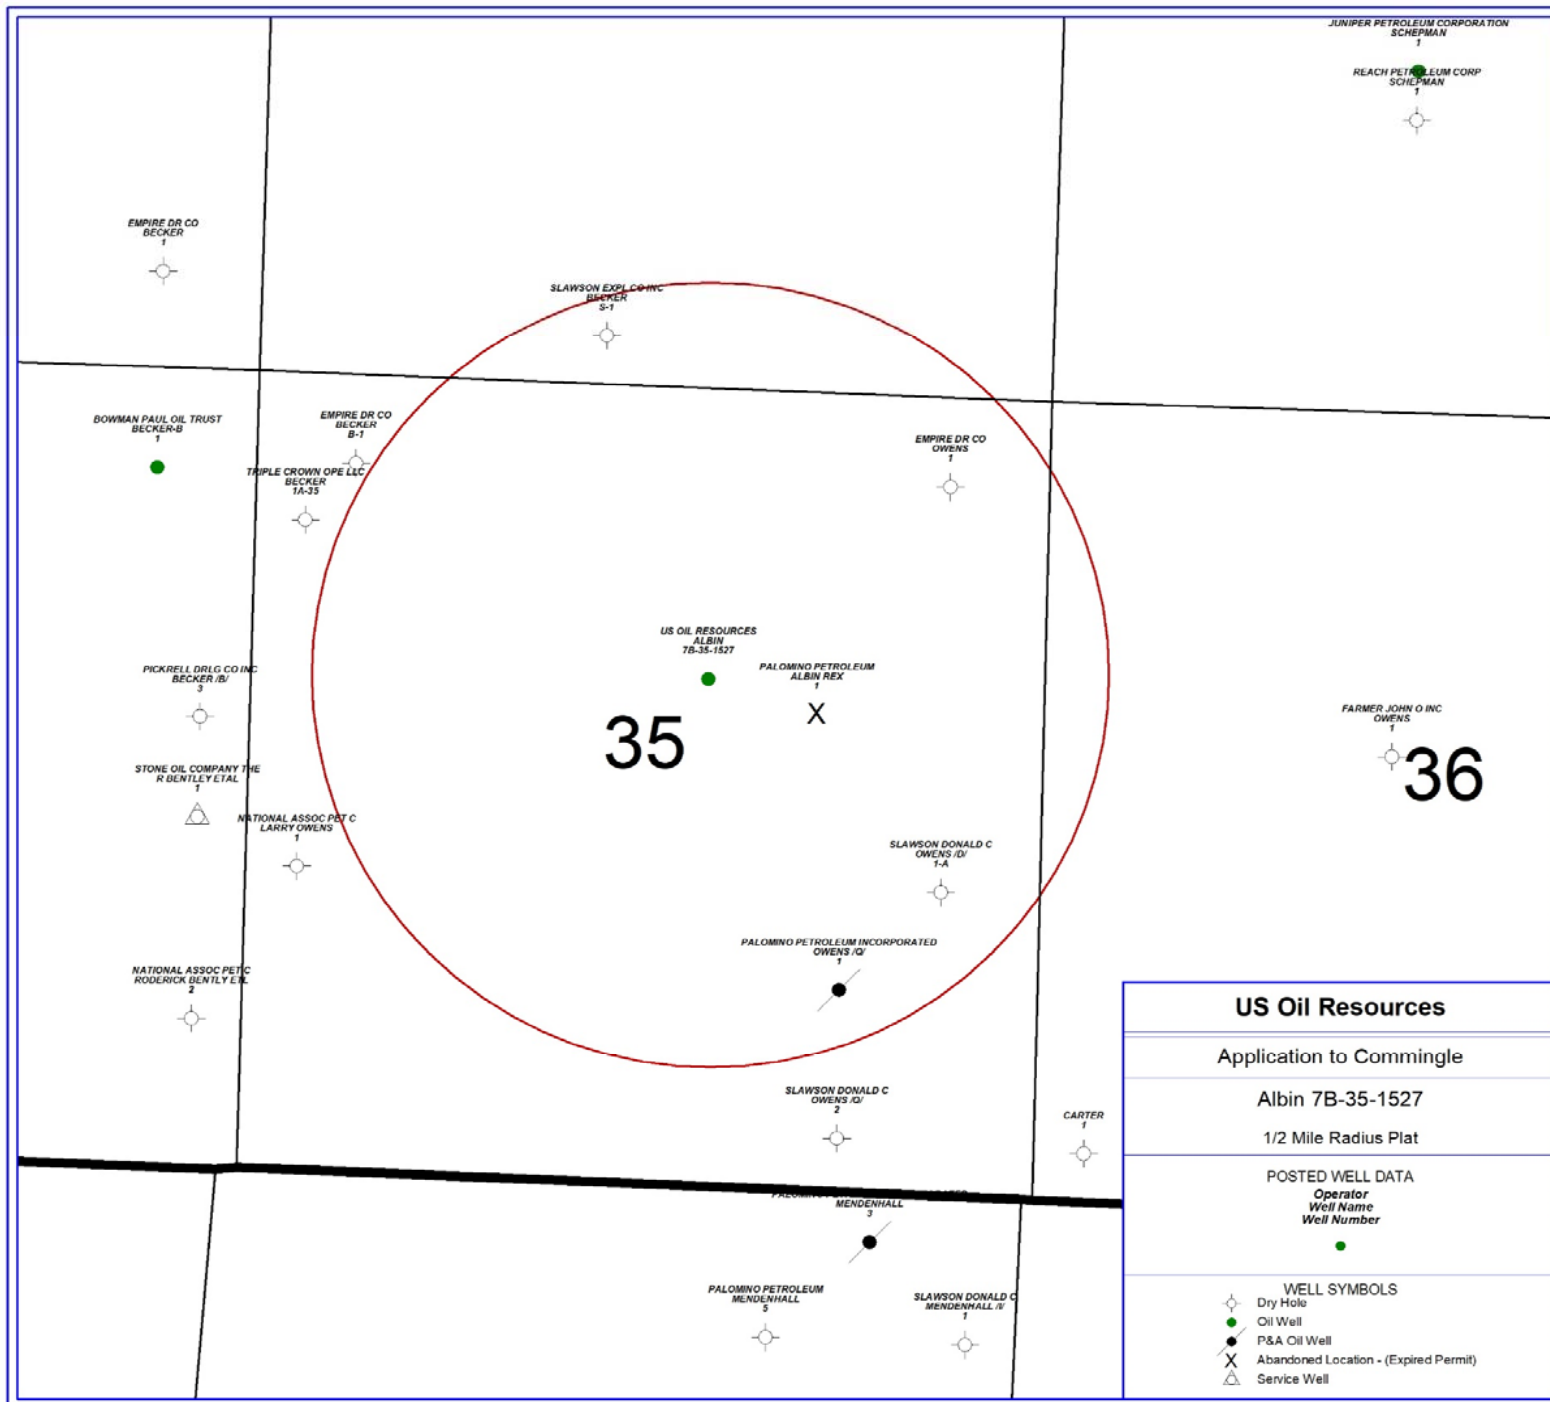 JUNIPER PETROLEUM CORPORATION
SCHEPMAN
1
REACH PETROLEUM CORP
SCHEPMAN
1
EMPIRE DR CO
BECKER
1
SLAWSON EXPL CO INC
BECKER
S-1
BOWMAN PAUL OIL TRUST
BECKER-B
1
EMPIRE DR CO
BECKER
B-1
TRIPLE CROWN OPE LLC
BECKER
1A-35
EMPIRE DR CO
OWENS
1
US OIL RESOURCES
ALBIN
7B-35-1527
PALOMINO PETROLEUM
ALBIN REX
1
X
35
PICKRELL DRLG CO INC
BECKER /B/
3
STONE OIL COMPANY THE
R BENTLEY ETAL
1
FARMER JOHN O INC
OWENS
1
36
NATIONAL ASSOC PET C
LARRY OWENS
1
SLAWSON DONALD C
OWENS /D/
1-A
PALOMINO PETROLEUM INCORPORATED
OWENS /Q/
1
NATIONAL ASSOC PET C
RODERICK BENTLY ETL
2
SLAWSON DONALD C
OWENS /Q/
2
CARTER
1
MENDENHALL
3
PALOMINO PETROLEUM
MENDENHALL
5
SLAWSON DONALD C
MENDENHALL /I/
1
US Oil Resources
Application to Commingle
Albin 7B-35-1527
1/2 Mile Radius Plat
POSTED WELL DATA
Operator
Well Name
Well Number
WELL SYMBOLS
Dry Hole
Oil Well
P&A Oil Well
X Abandoned Location - (Expired Permit)
Service Well